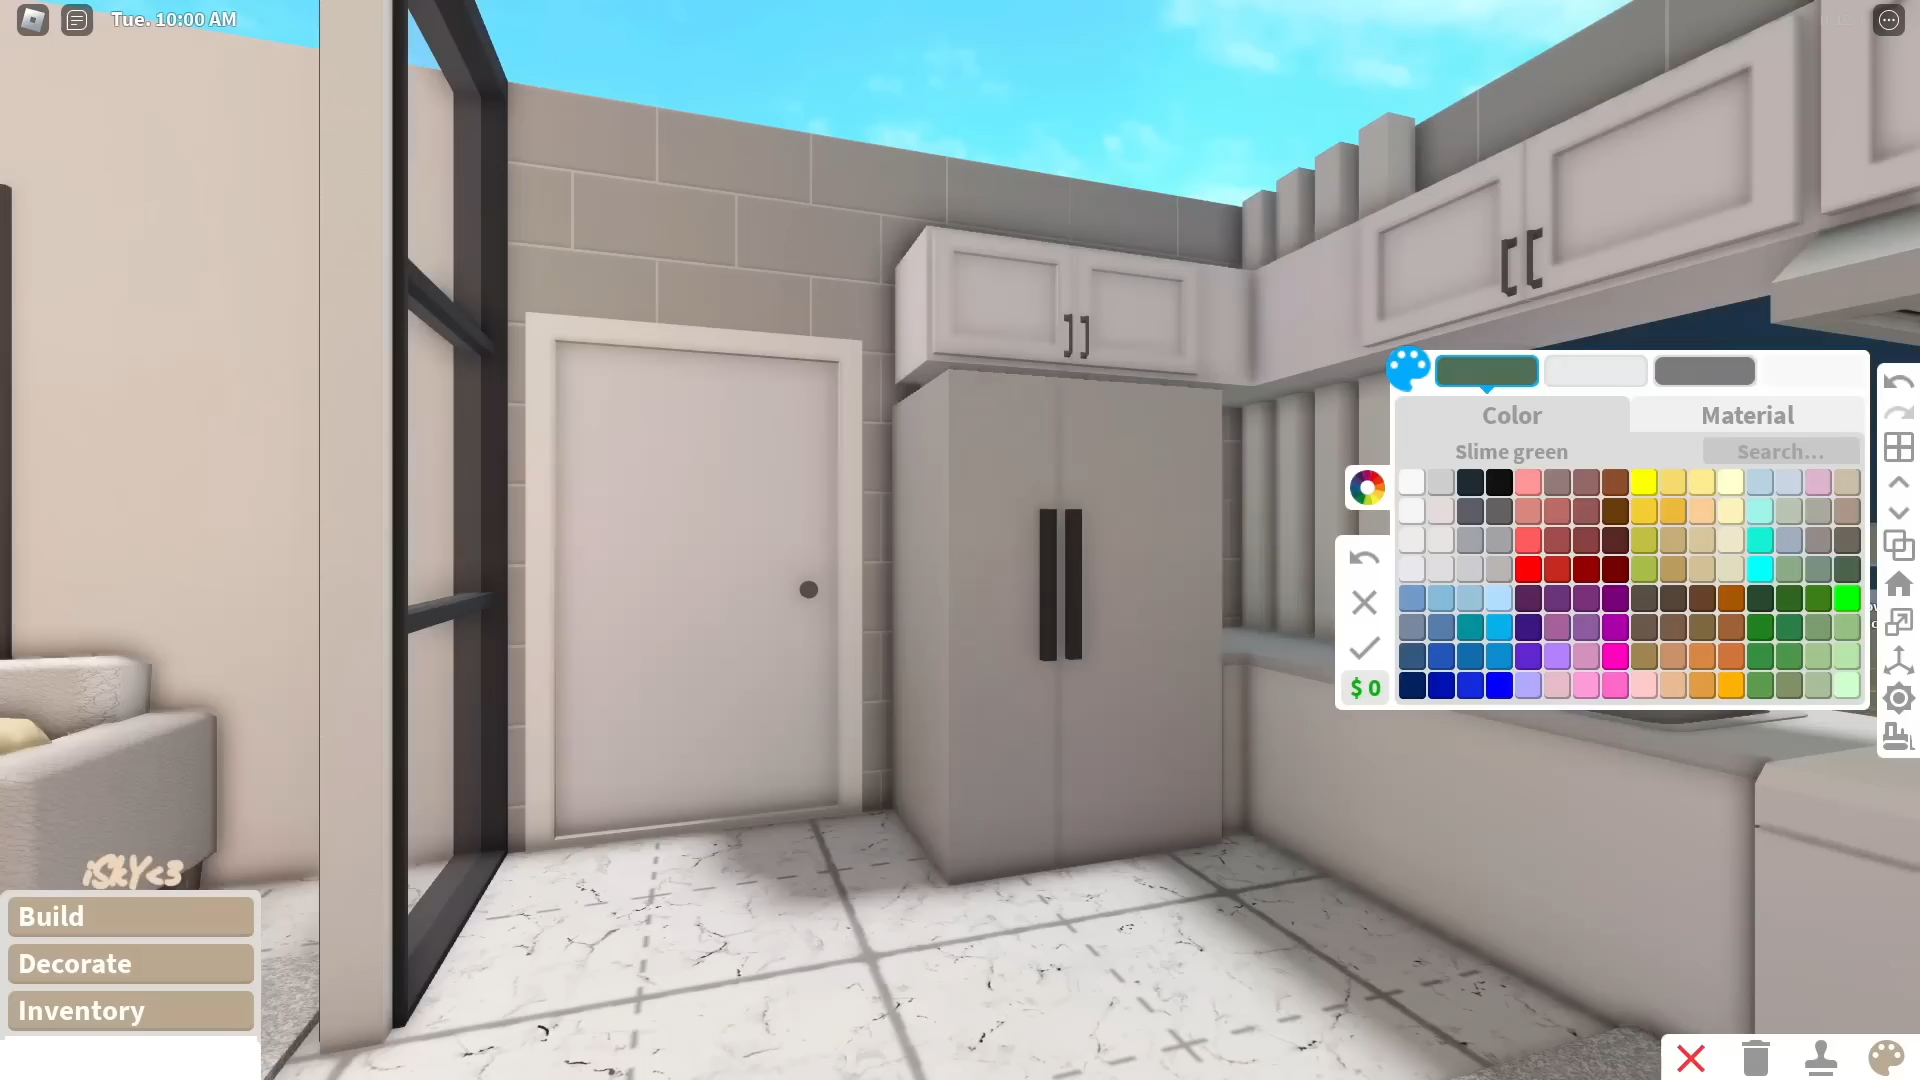 Tue. 10:00 AM
Color
Material
Slime green
Search...
$ 0
iSkY<3
Build
Decorate
Inventory